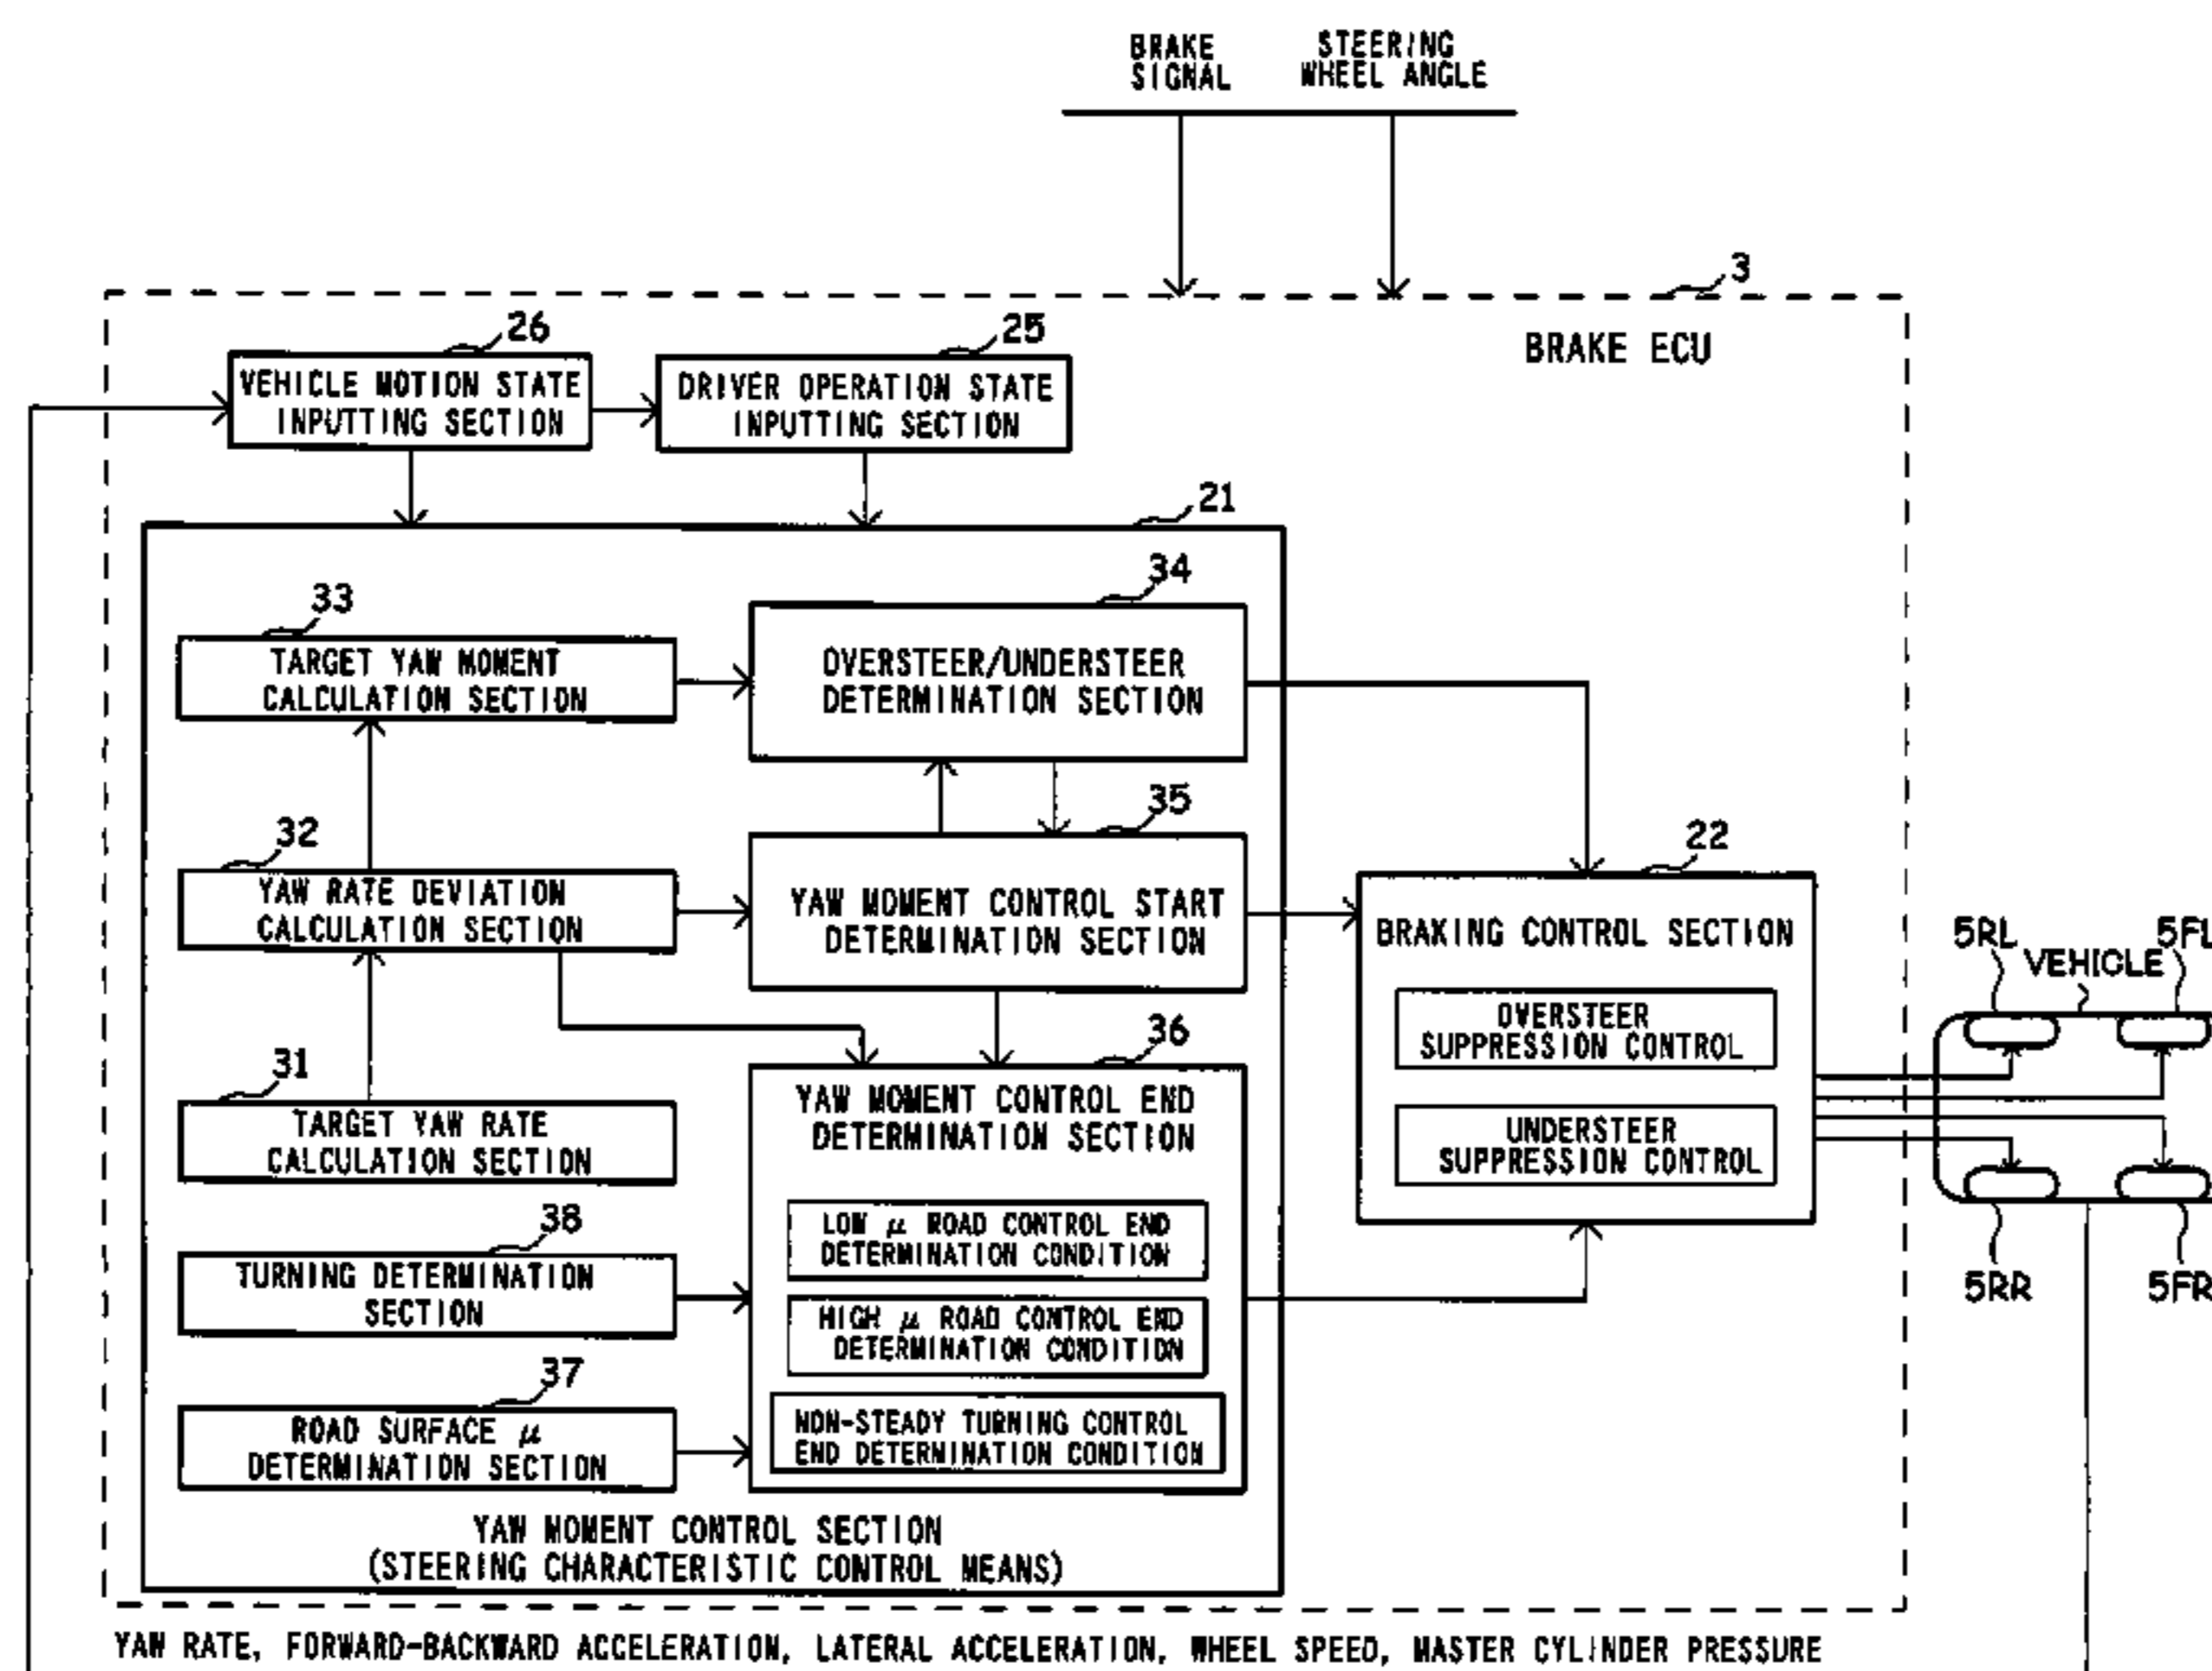 BRAKE SIGNAL
STEERING WHEEL ANGLE
3
BRAKE ECU
26
VEHICLE MOTION STATE
INPUTTING SECTION
25
DRIVER OPERATION STATE
INPUTTING SECTION
21
33
TARGET YAW MOMENT
CALCULATION SECTION
34
OVERSTEER/UNDERSTEER
DETERMINATION SECTION
32
YAW RATE DEVIATION
CALCULATION SECTION
35
YAW MOMENT CONTROL START
DETERMINATION SECTION
22
BRAKING CONTROL SECTION
OVERSTEER
SUPPRESSION CONTROL
UNDERSTEER
SUPPRESSION CONTROL
5RL
VEHICLE
5FL
5RR
5FR
31
TARGET YAW RATE
CALCULATION SECTION
36
YAW MOMENT CONTROL END
DETERMINATION SECTION
LOW μ ROAD CONTROL END
DETERMINATION CONDITION
HIGH μ ROAD CONTROL END
DETERMINATION CONDITION
NON-STEADY TURNING CONTROL
END DETERMINATION CONDITION
38
TURNING DETERMINATION
SECTION
37
ROAD SURFACE μ
DETERMINATION SECTION
YAW MOMENT CONTROL SECTION
(STEERING CHARACTERISTIC CONTROL MEANS)
YAW RATE, FORWARD-BACKWARD ACCELERATION, LATERAL ACCELERATION, WHEEL SPEED, MASTER CYLINDER PRESSURE